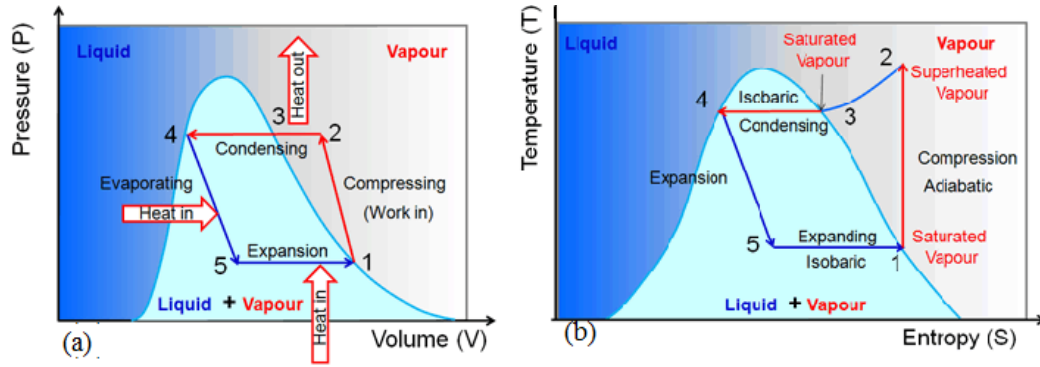 Pressure (P)
Liquid
Heat out
Vapour
3
2
4
Condensing
Evaporating
Compressing
(Work in)
Heat in
Expansion
5
1
Liquid + Vapour
Heat in
(a)
Volume (V)
Temperature (T)
Liquid
Saturated
Vapour
Vapour
2
Superheated
Vapour
4
Iscbaric
3
Condensing
Expansion
Compression
Adiabatic
5
Expanding
Isobaric
1
Saturated
Vapour
Liquid + Vapour
(b)
Entropy (S)